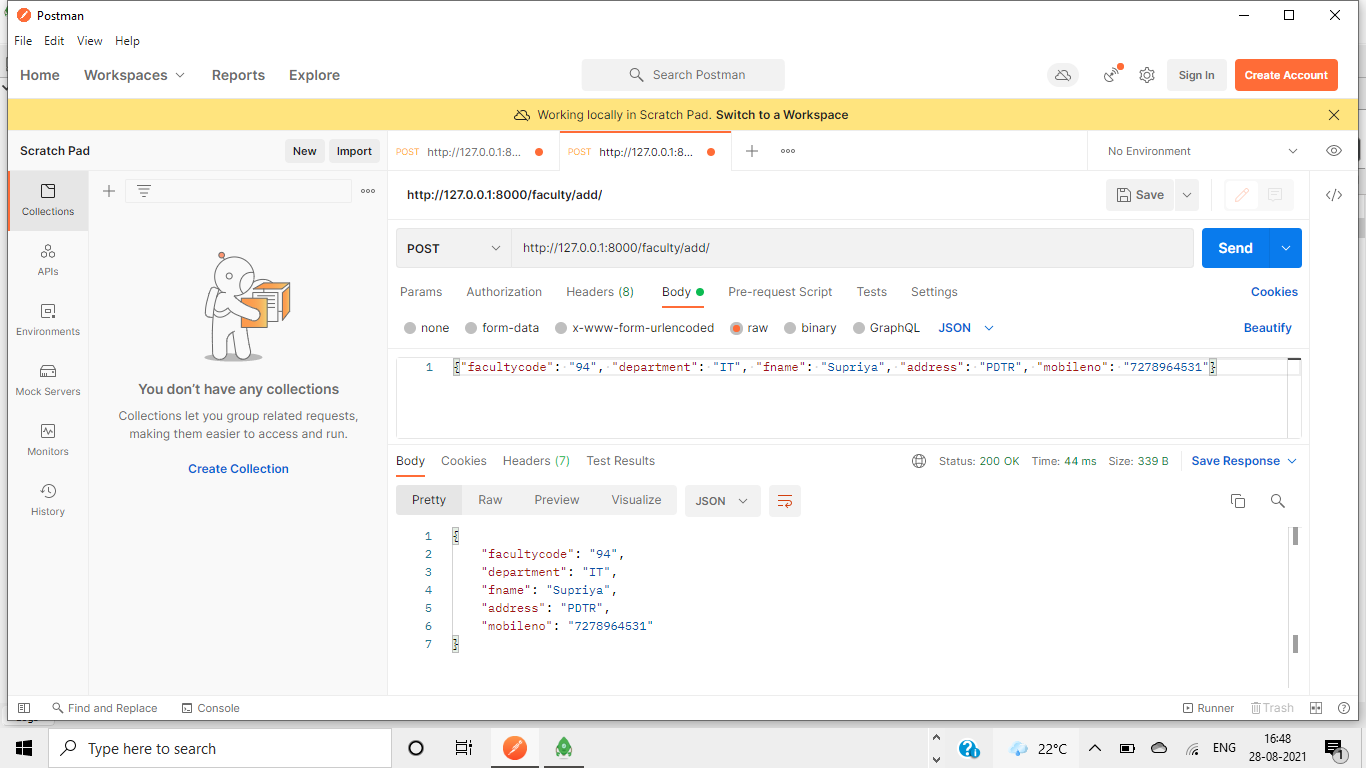 Postman
File Edit View Help
Home Workspaces Reports Explore Search Postman Sign In Create Account
Working locally in Scratch Pad. Switch to a Workspace
Scratch Pad New Import POST http://127.0.0.1:8... POST http://127.0.0.1:8... No Environment
Collections
APIs
Environments
Mock Servers
Monitors
History
You don't have any collections
Collections let you group related requests,
making them easier to access and run.
Create Collection
http://127.0.0.1:8000/faculty/add/ Save
POST http://127.0.0.1:8000/faculty/add/ Send
Params Authorization Headers (8) Body Pre-request Script Tests Settings Cookies
none form-data x-www-form-urlencoded raw binary GraphQL JSON Beautify
1 {"facultycode": "94", "department": "IT", "fname": "Supriya", "address": "PDTR", "mobileno": "7278964531"}
Body Cookies Headers (7) Test Results Status: 200 OK Time: 44 ms Size: 339 B Save Response
Pretty Raw Preview Visualize JSON
1 {
2 "facultycode": "94",
3 "department": "IT",
4 "fname": "Supriya",
5 "address": "PDTR",
6 "mobileno": "7278964531"
7 }
Find and Replace Console Runner Trash
Type here to search 22°C ENG 16:48
28-08-2021 1